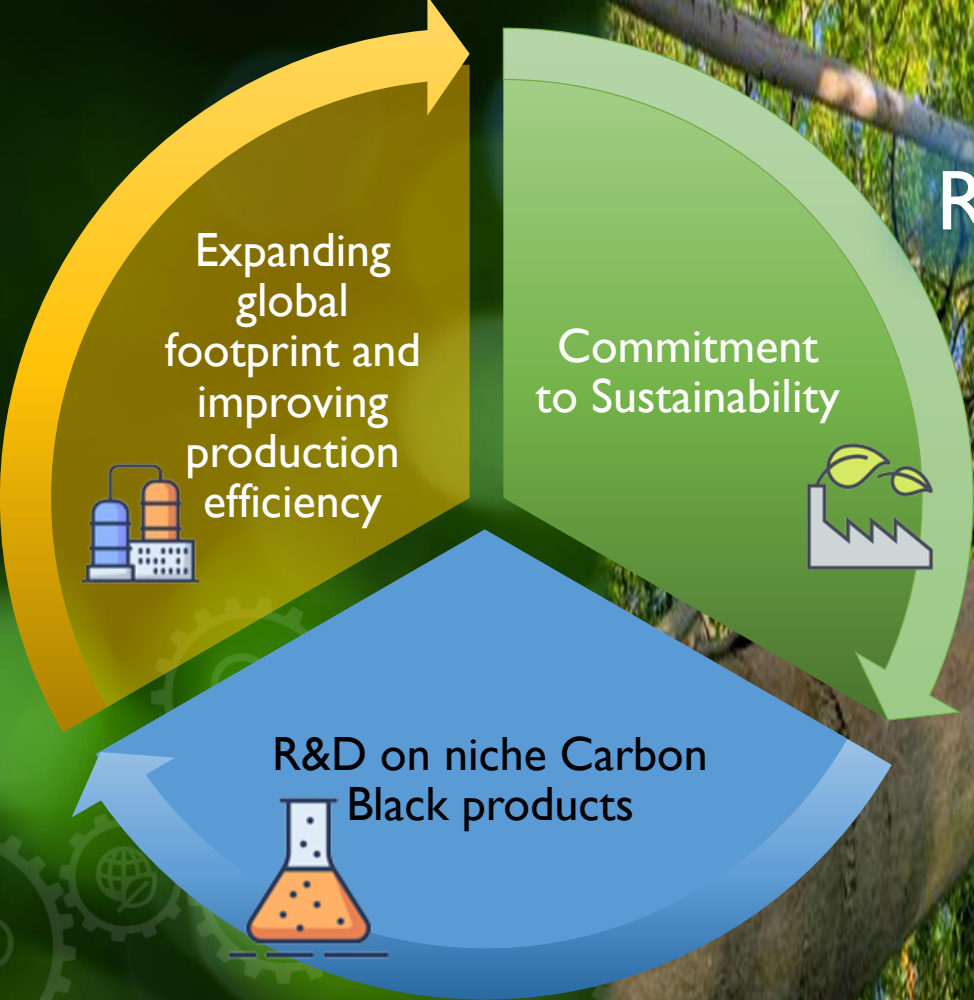 Expanding
global
footprint and
improving
production
efficiency
Commitment
to Sustainability
R&D on niche Carbon
Black products
R